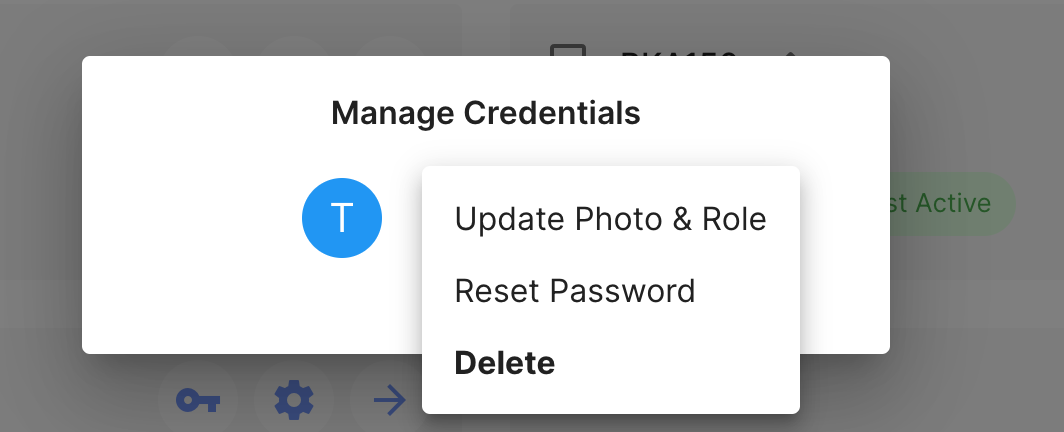 Manage Credentials
T
Update Photo & Role
st Active
Reset Password
Delete